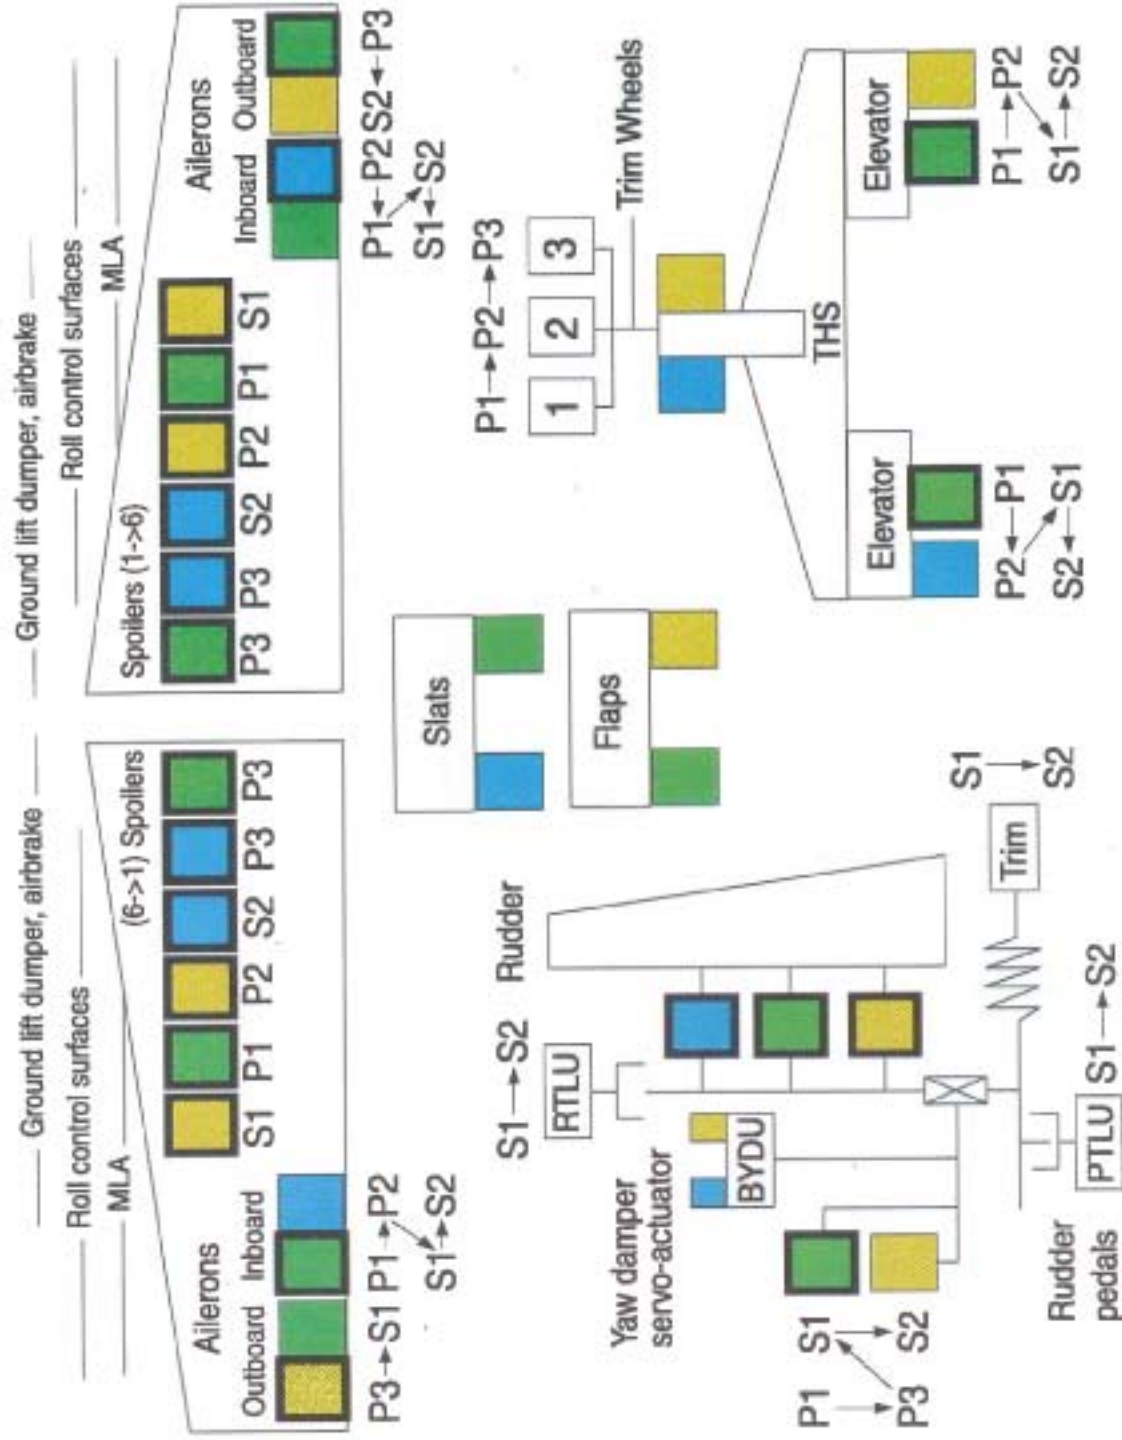 Ground lift dumper, airbrake
Roll control surfaces
MLA
Ailerons
Outboard Inboard
(6->1) Spoilers
S1 P1 P2 S2 P3 P3
P3→S1 P1→P2
S1→S2
Ground lift dumper, airbrake
Roll control surfaces
MLA
Spoilers (1->6)
Ailerons
Inboard Outboard
P3 P3 S2 P2 P1 S1
P1←P2 S2←P3
S1←S2
Slats
Flaps
Yaw damper
servo-actuator
S1→S2
RTLU
Rudder
BYDU
P1 S1
P3 S2
Rudder
pedals
PTLU
S1→S2
Trim
S1
S2
P1→P2→P3
1 2 3
Trim Wheels
THS
Elevator
P2←P1
S2←S1
Elevator
P1→P2
S1→S2